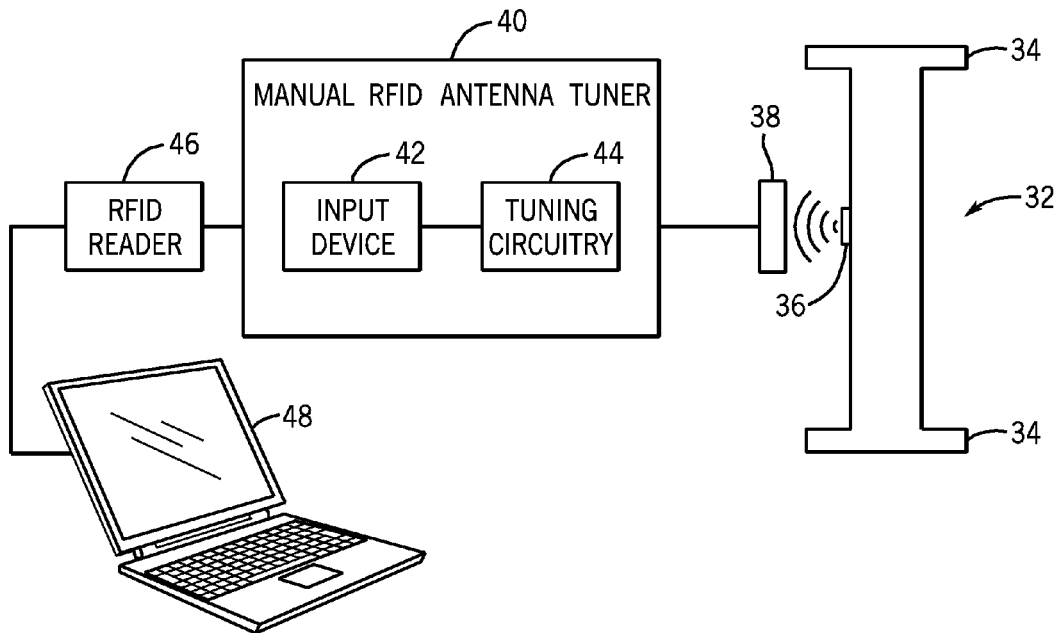 40
MANUAL RFID ANTENNA TUNER
46
RFID
READER
42
INPUT
DEVICE
44
TUNING
CIRCUITRY
38
34
32
36
34
48